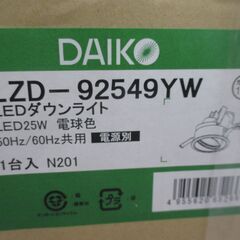 DAIKO
LZD-92549YW
LEDダウンライト
LED25W 電球色
50Hz/60Hz共用 電源別
1台入 N201